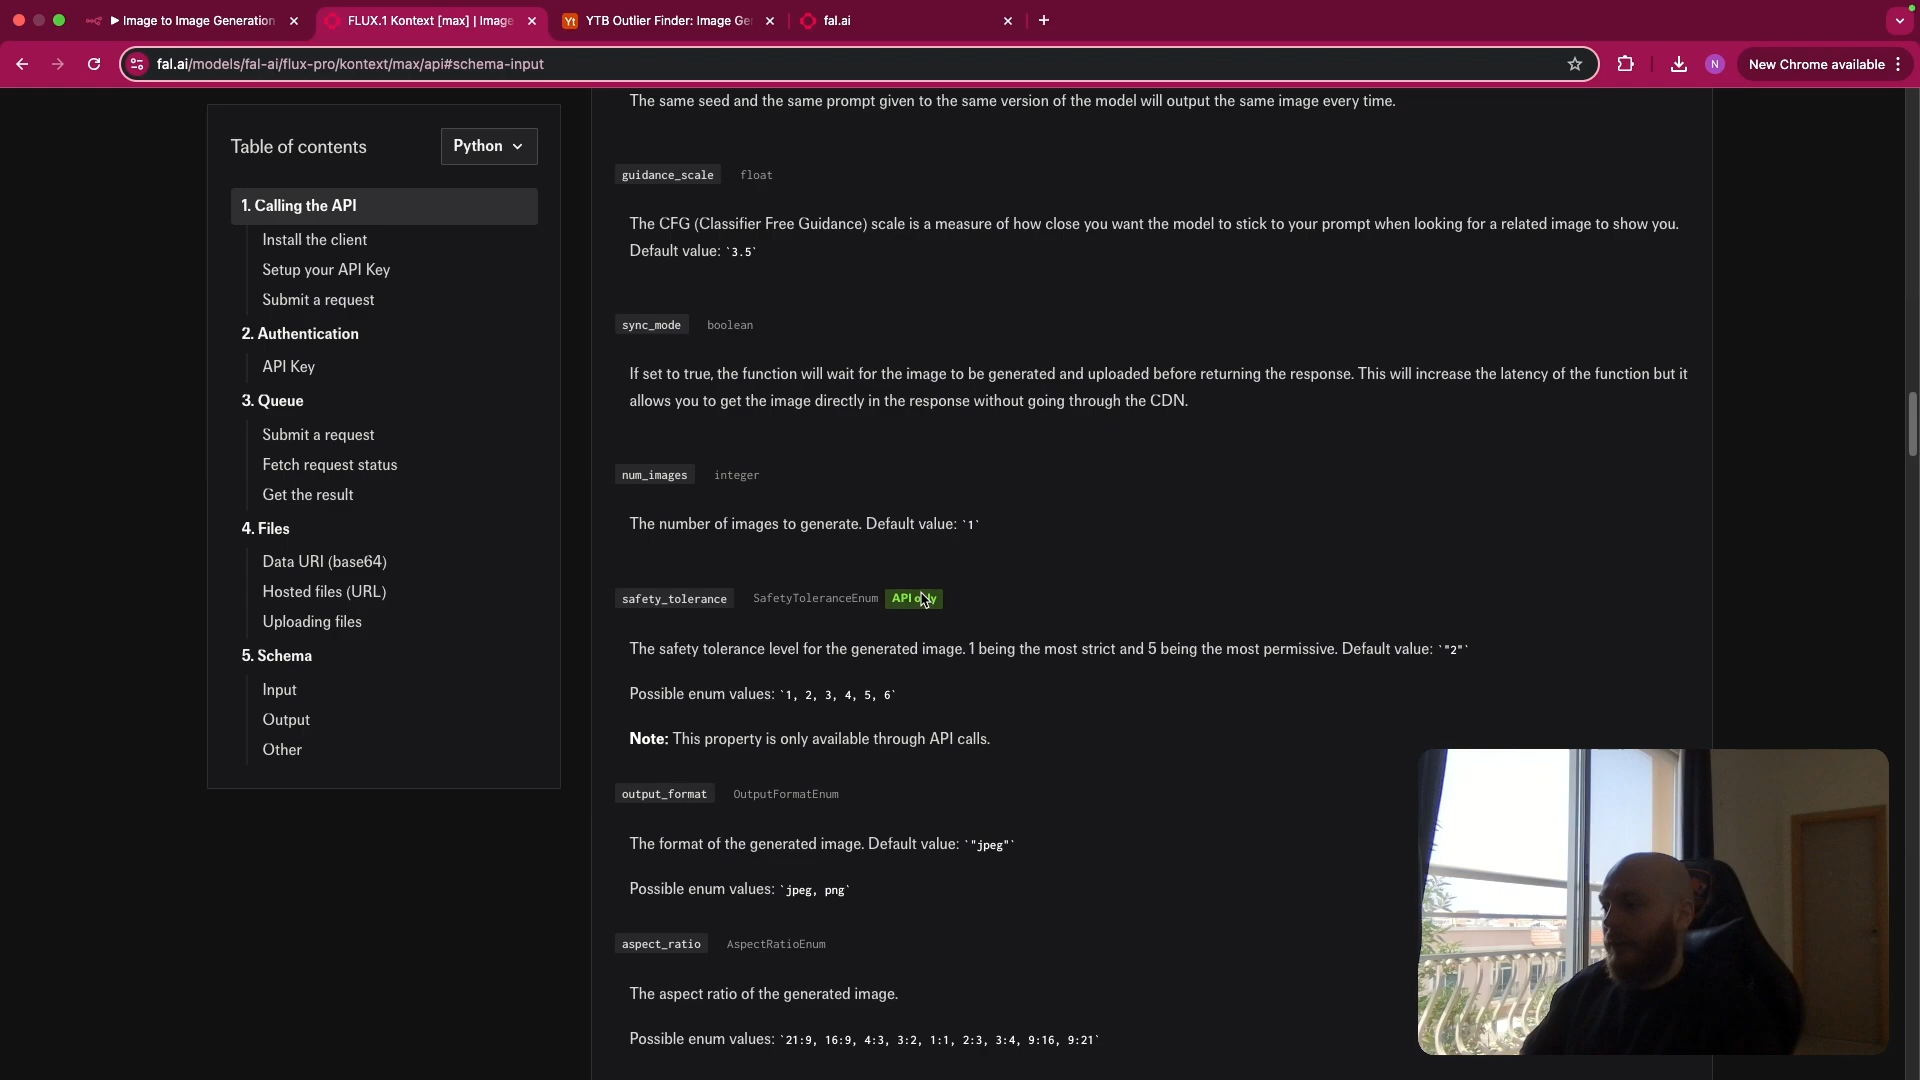 ▶ Image to Image Generation
FLUX.1 Kontext [max] | Image
Yt
YTB Outlier Finder: Image Ge
fal.ai
fal.ai/models/fal-ai/flux-pro/kontext/max/api#schema-input
N
New Chrome available
Table of contents
Python
1. Calling the API
Install the client
Setup your API Key
Submit a request
2. Authentication
API Key
3. Queue
Submit a request
Fetch request status
Get the result
4. Files
Data URI (base64)
Hosted files (URL)
Uploading files
5. Schema
Input
Output
Other
The same seed and the same prompt given to the same version of the model will output the same image every time.
guidance_scale float
The CFG (Classifier Free Guidance) scale is a measure of how close you want the model to stick to your prompt when looking for a related image to show you.
Default value: `3.5`
sync_mode boolean
If set to true, the function will wait for the image to be generated and uploaded before returning the response. This will increase the latency of the function but it
allows you to get the image directly in the response without going through the CDN.
num_images integer
The number of images to generate. Default value: `1`
safety_tolerance SafetyToleranceEnum API only
The safety tolerance level for the generated image. 1 being the most strict and 5 being the most permissive. Default value: `"2"`
Possible enum values: `1, 2, 3, 4, 5, 6`
Note: This property is only available through API calls.
output_format OutputFormatEnum
The format of the generated image. Default value: `"jpeg"`
Possible enum values: `jpeg, png`
aspect_ratio AspectRatioEnum
The aspect ratio of the generated image.
Possible enum values: `21:9, 16:9, 4:3, 3:2, 1:1, 2:3, 3:4, 9:16, 9:21`